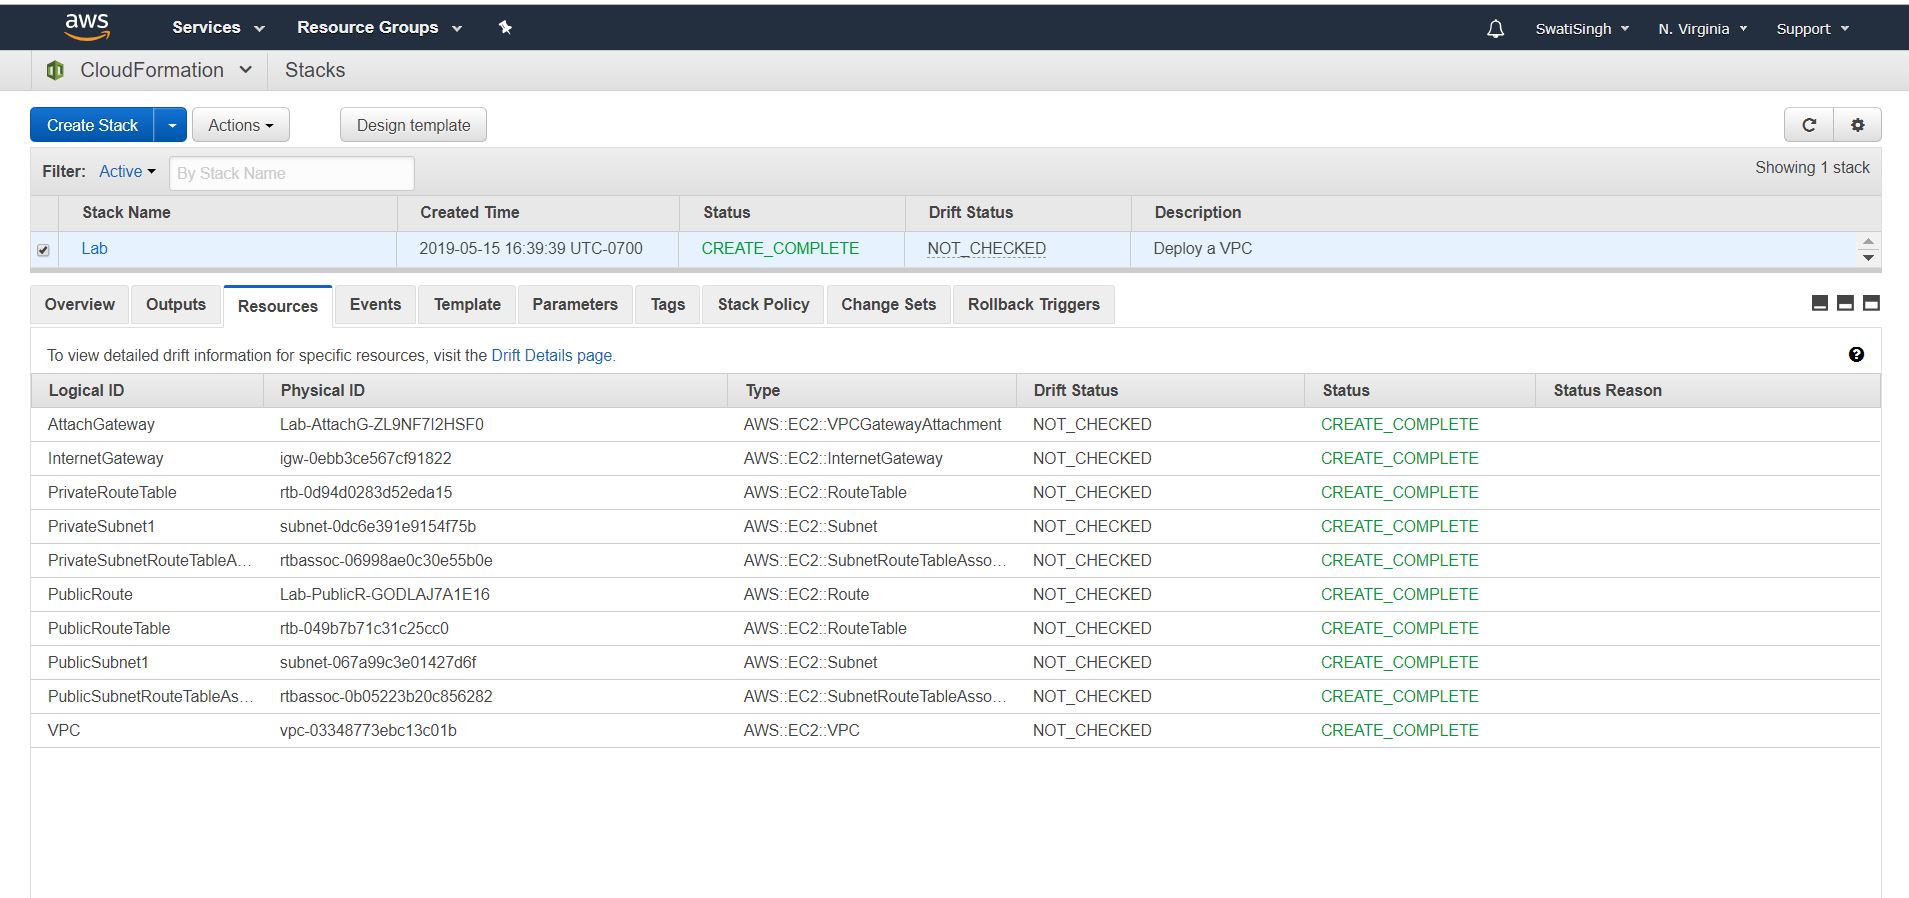 aws Services Resource Groups SwatiSingh N. Virginia Support
CloudFormation Stacks
Create Stack Actions Design template
Filter: Active By Stack Name Showing 1 stack
Stack Name Created Time Status Drift Status Description
Lab 2019-05-15 16:39:39 UTC-0700 CREATE_COMPLETE NOT_CHECKED Deploy a VPC
Overview Outputs Resources Events Template Parameters Tags Stack Policy Change Sets Rollback Triggers
To view detailed drift information for specific resources, visit the Drift Details page.
Logical ID Physical ID Type Drift Status Status Status Reason
AttachGateway Lab-AttachG-ZL9NF7I2HSF0 AWS::EC2::VPCGatewayAttachment NOT_CHECKED CREATE_COMPLETE
InternetGateway igw-0ebb3ce567cf91822 AWS::EC2::InternetGateway NOT_CHECKED CREATE_COMPLETE
PrivateRouteTable rtb-0d94d0283d52eda15 AWS::EC2::RouteTable NOT_CHECKED CREATE_COMPLETE
PrivateSubnet1 subnet-0dc6e391e9154f75b AWS::EC2::Subnet NOT_CHECKED CREATE_COMPLETE
PrivateSubnetRouteTableA... rtbassoc-06998ae0c30e55b0e AWS::EC2::SubnetRouteTableAsso... NOT_CHECKED CREATE_COMPLETE
PublicRoute Lab-PublicR-GODLAJ7A1E16 AWS::EC2::Route NOT_CHECKED CREATE_COMPLETE
PublicRouteTable rtb-049b7b71c31c25cc0 AWS::EC2::RouteTable NOT_CHECKED CREATE_COMPLETE
PublicSubnet1 subnet-067a99c3e01427d6f AWS::EC2::Subnet NOT_CHECKED CREATE_COMPLETE
PublicSubnetRouteTableAs... rtbassoc-0b05223b20c856282 AWS::EC2::SubnetRouteTableAsso... NOT_CHECKED CREATE_COMPLETE
VPC vpc-03348773ebc13c01b AWS::EC2::VPC NOT_CHECKED CREATE_COMPLETE